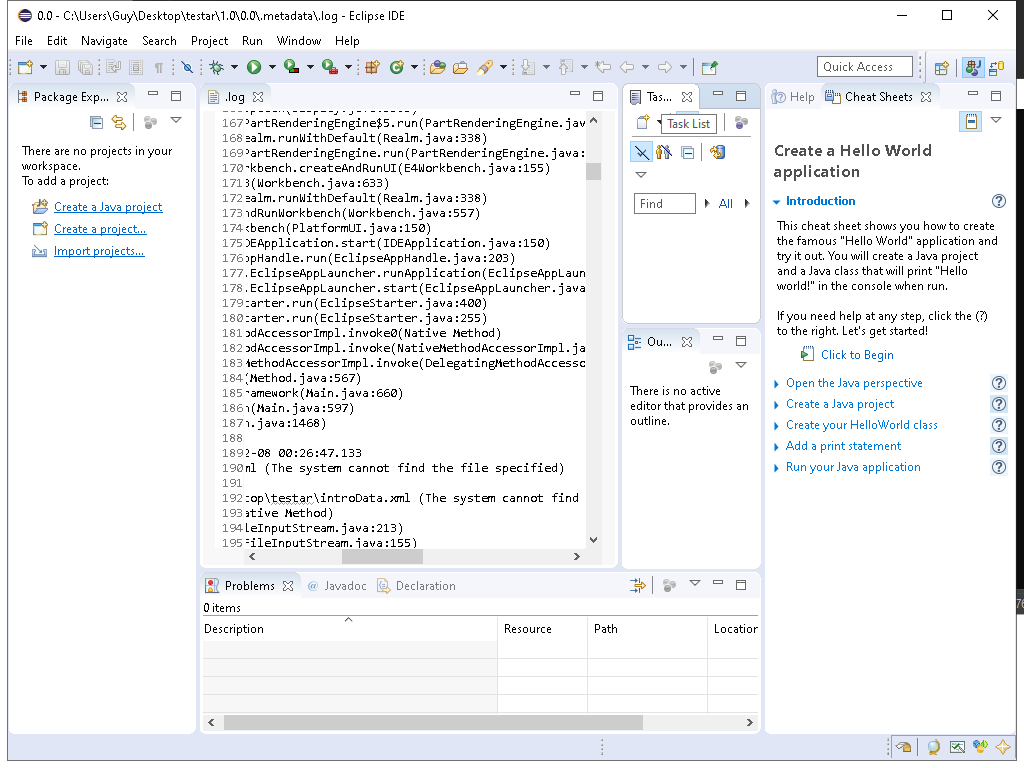 0.0 - C:\Users\Guy\Desktop\testar\1.0\0.0\.metadata\.log - Eclipse IDE
File Edit Navigate Search Project Run Window Help
Quick Access
Package Exp...
There are no projects in your
workspace.
To add a project:
Create a Java project
Create a project...
Import projects...
.log
167 PartRenderingEngine$5.run(PartRenderingEngine.jav
168 ealm.runWithDefault(Realm.java:338)
169 PartRenderingEngine.run(PartRenderingEngine.java:
170 rkbench.createAndRunUI(E4Workbench.java:155)
171 3(Workbench.java:633)
172 ealm.runWithDefault(Realm.java:338)
173 ndRunWorkbench(Workbench.java:557)
174 kbench(PlatformUI.java:150)
175 DEApplication.start(IDEApplication.java:150)
176 ppHandle.run(EclipseAppHandle.java:203)
177 .EclipseAppLauncher.runApplication(EclipseAppLaun
178 .EclipseAppLauncher.start(EclipseAppLauncher.java
179 tarter.run(EclipseStarter.java:400)
180 tarter.run(EclipseStarter.java:255)
181 odAccessorImpl.invoke0(Native Method)
182 odAccessorImpl.invoke(NativeMethodAccessorImpl.ja
183 MethodAccessorImpl.invoke(DelegatingMethodAccesso
184 (Method.java:567)
185 ramework(Main.java:660)
186 n(Main.java:597)
187 n.java:1468)
188
189 2-08 00:26:47.133
190 ml (The system cannot find the file specified)
191
192 top\testar\introData.xml (The system cannot find
193 ative Method)
194 leInputStream.java:213)
195 FileInputStream.java:155)
Tas...
Task List
Find
All
Ou...
There is no active
editor that provides an
outline.
Help
Cheat Sheets
Create a Hello World
application
Introduction
This cheat sheet shows you how to create
the famous "Hello World" application and
try it out. You will create a Java project
and a Java class that will print "Hello
world!" in the console when run.
If you need help at any step, click the (?)
to the right. Let's get started!
Click to Begin
Open the Java perspective
Create a Java project
Create your HelloWorld class
Add a print statement
Run your Java application
Problems
@ Javadoc
Declaration
0 items
Description Resource Path Location